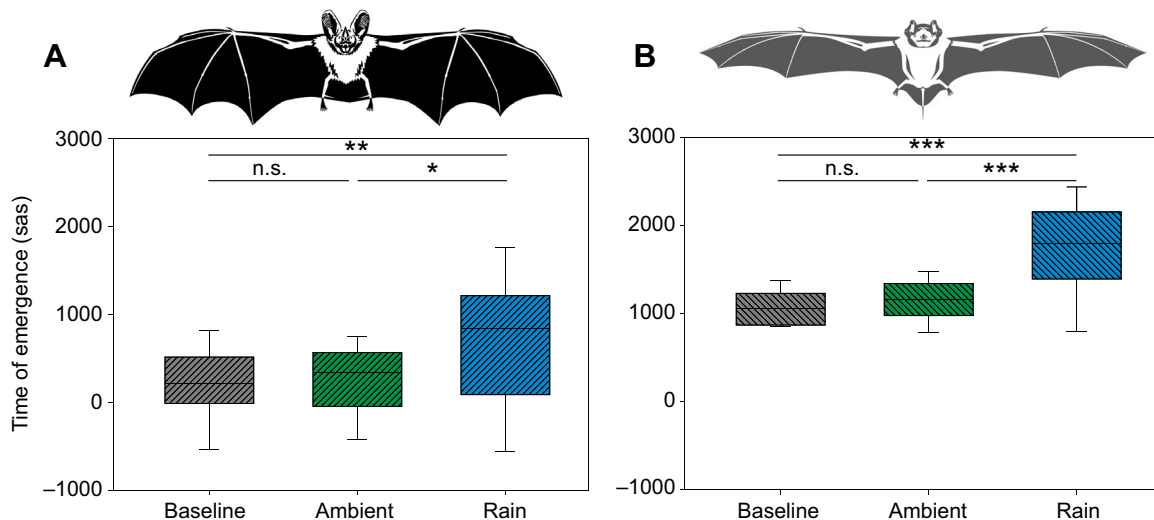 A
B
3000
**
n.s.
*
2000
1000
0
–1000
Time of emergence (sas)
Baseline
Ambient
Rain
3000
***
n.s.
***
2000
1000
0
–1000
Baseline
Ambient
Rain